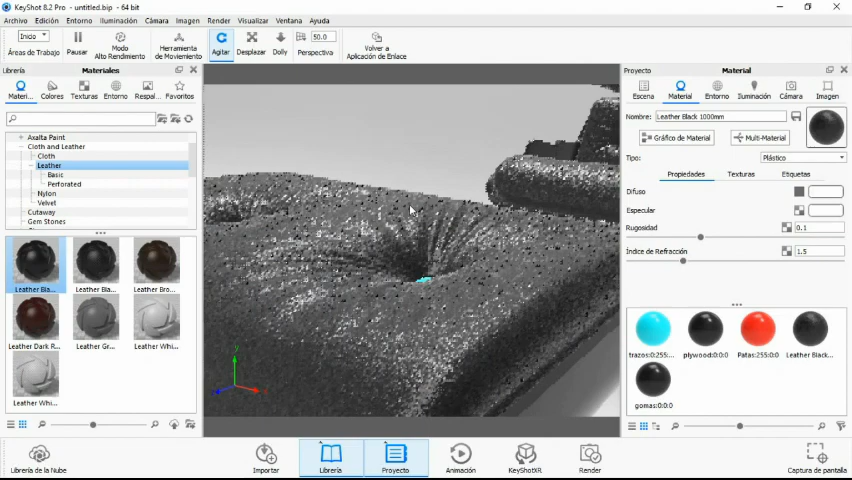 KeyShot 8.2 Pro - untitled.bip - 64 bit
Archivo Edición Entorno Iluminación Cámara Imagen Render Visualizar Ventana Ayuda
Inicio
Áreas de Trabajo
Pausar
Modo
Alto Rendimiento
Herramienta
de Moviemiento
Agitar
Desplazar
Dolly
50.0
Perspectiva
Volver a
Aplicación de Enlace
Librería
Materiales
Materi...
Colores
Texturas
Entorno
Respal...
Favoritos
Axalta Paint
Cloth and Leather
Cloth
Leather
Basic
Perforated
Nylon
Velvet
Cutaway
Gem Stones
Leather Bla...
Leather Bla...
Leather Bro...
Leather Dark R...
Leather Gr...
Leather Whi...
Leather Whi...
y
Proyecto
Material
Escena
Material
Entorno
Iluminación
Cámara
Imagen
Nombre: Leather Black 1000mm
Gráfico de Material
Multi-Material
Tipo: Plástico
Propiedades
Texturas
Etiquetas
Difuso
Especular
Rugosidad 0.1
Índice de Refracción 1.5
trazos:0:255:...
plywood:0:0:0
Patas:255:0:0
Leather Black...
gomas:0:0:0
Librería de la Nube
Importar
Librería
Proyecto
Animación
KeyShotXR
Render
Captura de pantalla